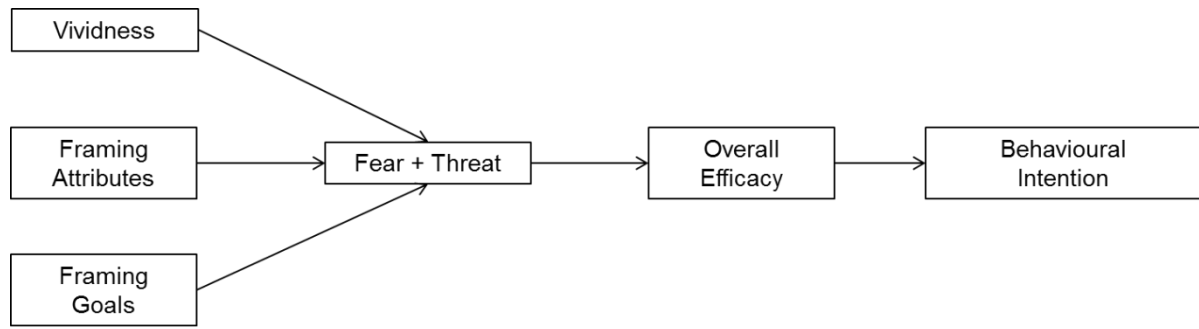 Vividness
Framing
Attributes
Fear + Threat
Overall
Efficacy
Behavioural
Intention
Framing
Goals